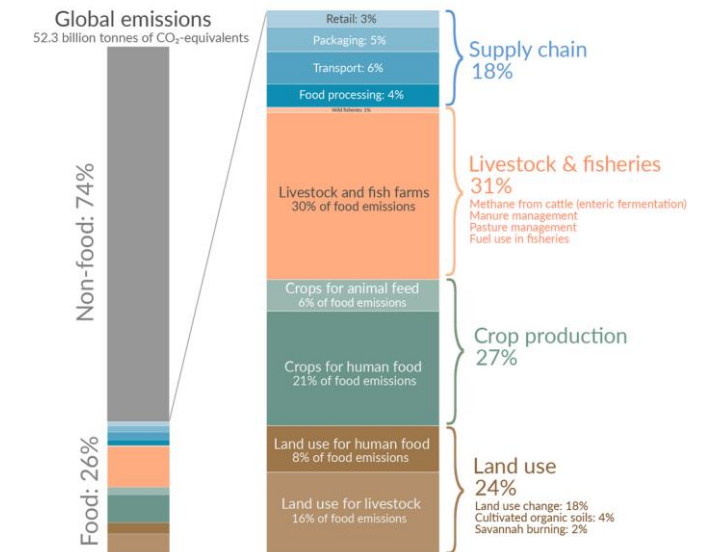 Global emissions
52.3 billion tonnes of CO₂-equivalents
Non-food: 74%
Food: 26%
Retail: 3%
Packaging: 5%
Transport: 6%
Food processing: 4%
Wild fisheries: 1%
Livestock and fish farms
30% of food emissions
Crops for animal feed
6% of food emissions
Crops for human food
21% of food emissions
Land use for human food
8% of food emissions
Land use for livestock
16% of food emissions
Supply chain
18%
Livestock & fisheries
31%
Methane from cattle (enteric fermentation)
Manure management
Pasture management
Fuel use in fisheries
Crop production
27%
Land use
24%
Land use change: 18%
Cultivated organic soils: 4%
Savannah burning: 2%